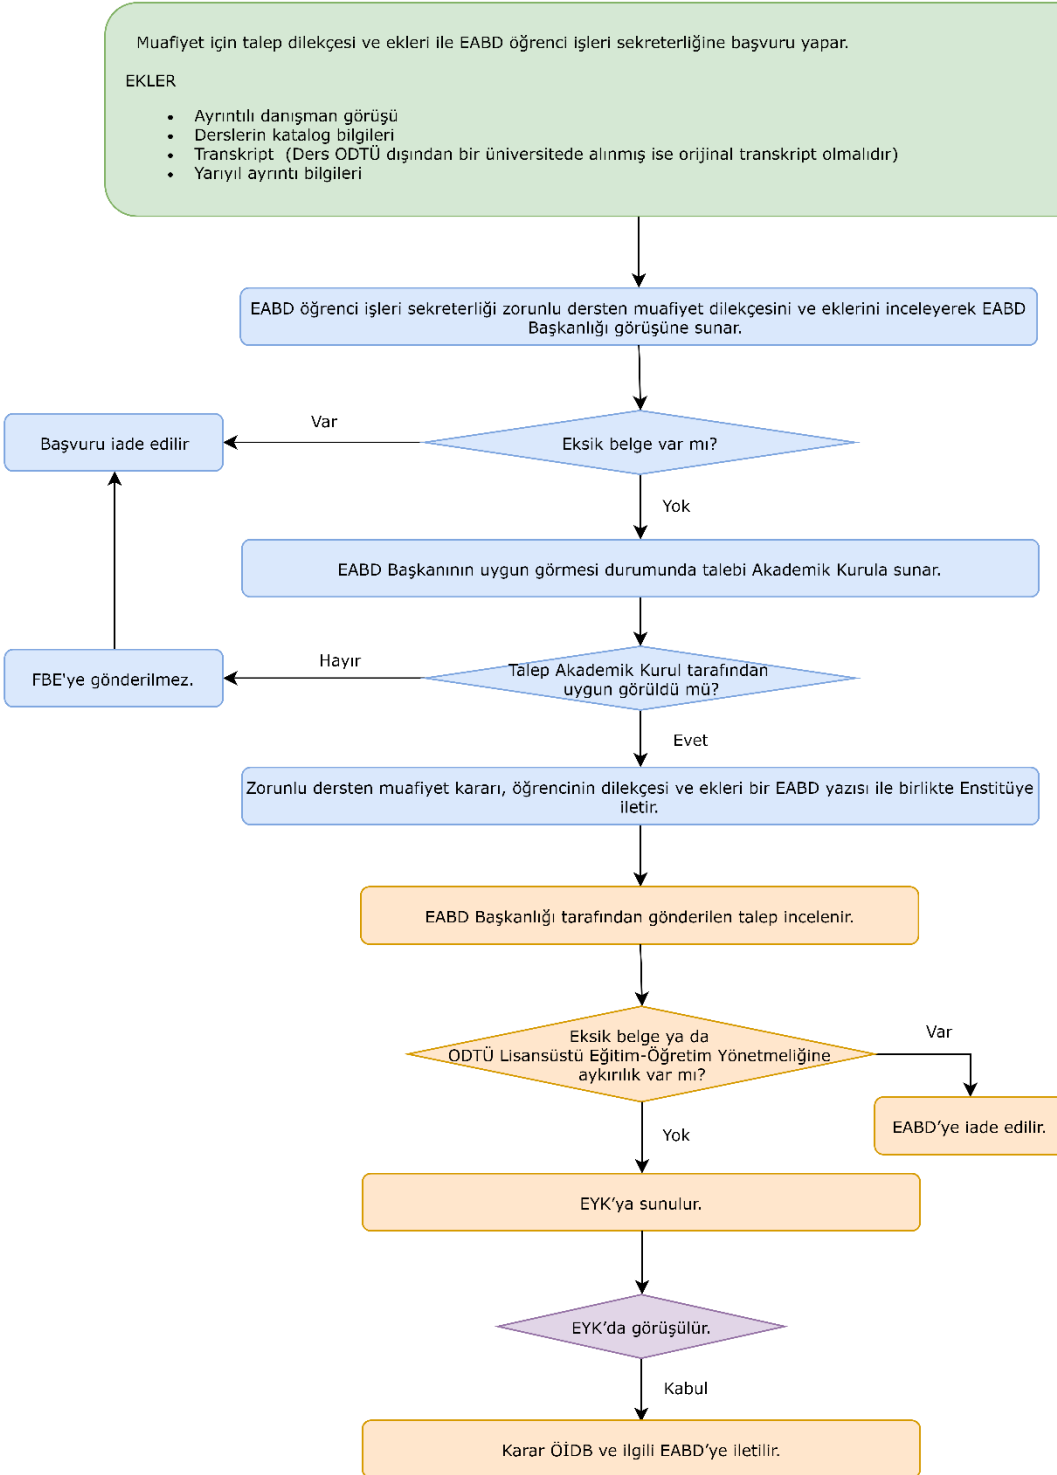 Muafiyet için talep dilekçesi ve ekleri ile EABD öğrenci işleri sekreterliğine başvuru yapar.
EKLER
• Ayrıntılı danışman görüşü
• Derslerin katalog bilgileri
• Transkript (Ders ODTÜ dışından bir üniversitede alınmış ise orijinal transkript olmalıdır)
• Yarıyıl ayrıntı bilgileri
EABD öğrenci işleri sekreterliği zorunlu dersten muafiyet dilekçesini ve eklerini inceleyerek EABD
Başkanlığı görüşüne sunar.
Var
Başvuru iade edilir
Eksik belge var mı?
Yok
EABD Başkanının uygun görmesi durumunda talebi Akademik Kurula sunar.
Hayır
FBE'ye gönderilmez.
Talep Akademik Kurul tarafından
uygun görüldü mü?
Evet
Zorunlu dersten muafiyet kararı, öğrencinin dilekçesi ve ekleri bir EABD yazısı ile birlikte Enstitüye
iletir.
EABD Başkanlığı tarafından gönderilen talep incelenir.
Eksik belge ya da
ODTÜ Lisansüstü Eğitim-Öğretim Yönetmeliğine
aykırılık var mı?
Var
EABD’ye iade edilir.
Yok
EYK’ya sunulur.
EYK’da görüşülür.
Kabul
Karar ÖİDB ve ilgili EABD’ye iletilir.